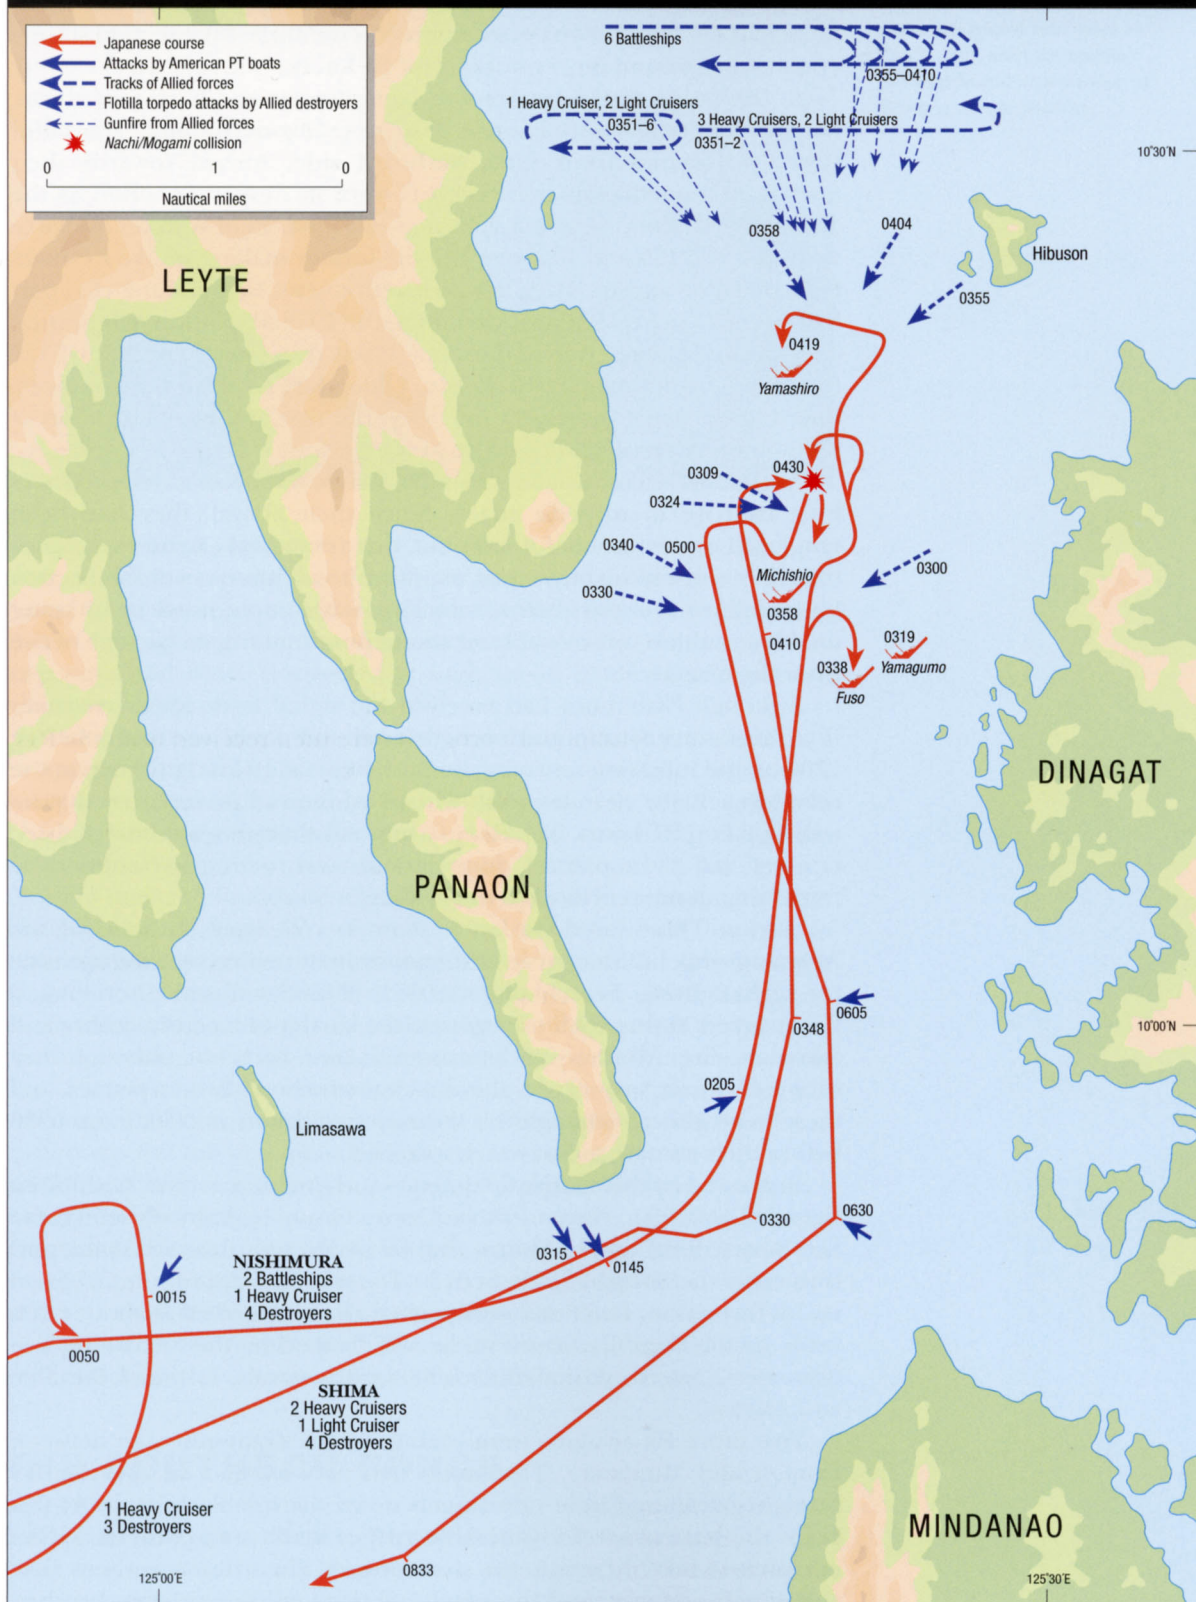 Japanese course
Attacks by American PT boats
Tracks of Allied forces
Flotilla torpedo attacks by Allied destroyers
Gunfire from Allied forces
Nachi/Mogami collision
0 1 0
Nautical miles
6 Battleships
0355–0410
1 Heavy Cruiser, 2 Light Cruisers
0351–6
3 Heavy Cruisers, 2 Light Cruisers
0351–2
10°30′N
0358
0404
Hibuson
0355
LEYTE
0419
Yamashiro
0430
0309
0324
0500
0340
0330
Michishio
0358
0410
0300
0319
Yamagumo
0338
Fuso
DINAGAT
PANAON
0605
0348
10°00′N
0205
Limasawa
0330
0630
0315
0145
NISHIMURA
2 Battleships
1 Heavy Cruiser
4 Destroyers
0015
0050
SHIMA
2 Heavy Cruisers
1 Light Cruiser
4 Destroyers
1 Heavy Cruiser
3 Destroyers
MINDANAO
0833
125°00′E
125°30′E